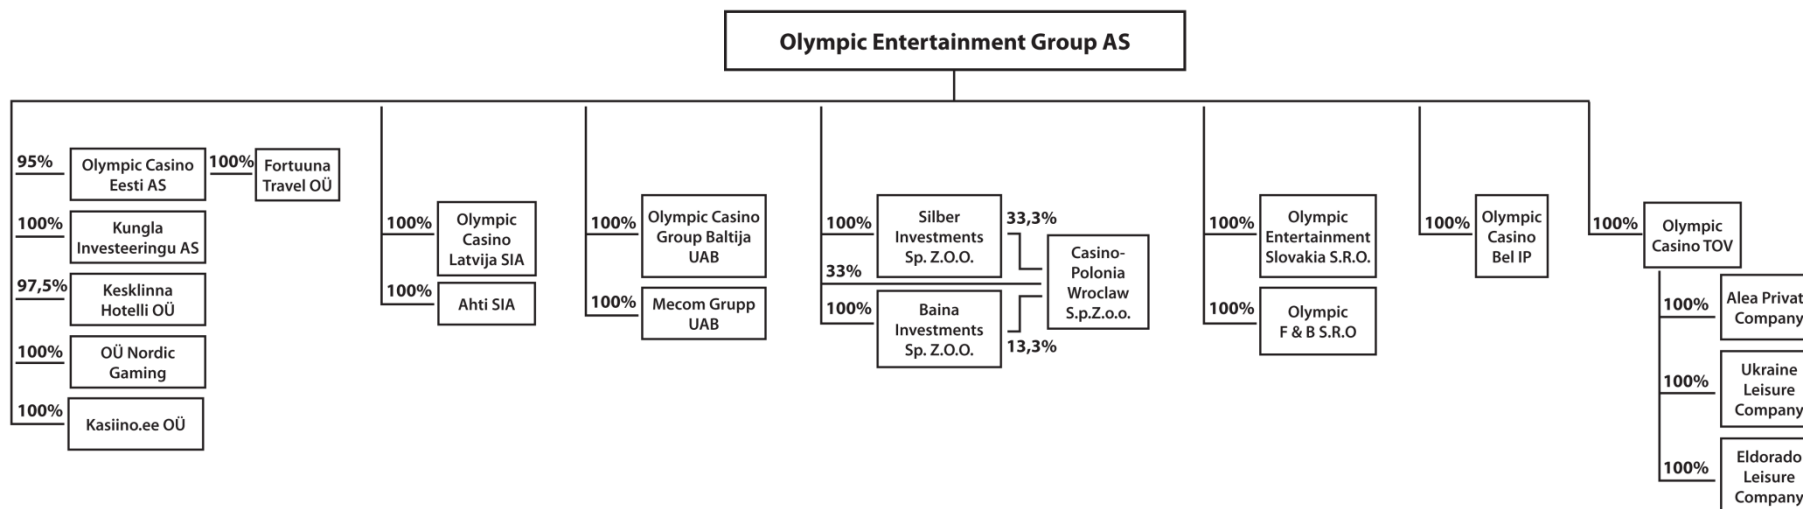 Olympic Entertainment Group AS
95%
Olympic Casino
Eesti AS
100%
Fortuuna
Travel OÜ
100%
Kungla
Investeeringu AS
97,5%
Kesklinna
Hotelli OÜ
100%
OÜ Nordic
Gaming
100%
Kasiino.ee OÜ
100%
Olympic
Casino
Latvija SIA
100%
Ahti SIA
100%
Olympic Casino
Group Baltija
UAB
100%
Mecom Grupp
UAB
100%
Silber
Investments
Sp. Z.O.O.
33,3%
33%
Casino-
Polonia
Wroclaw
S.p.Z.o.o.
100%
Baina
Investments
Sp. Z.O.O.
13,3%
100%
Olympic
Entertainment
Slovakia S.R.O.
100%
Olympic
F & B S.R.O
100%
Olympic
Casino
Bel IP
100%
Olympic
Casino TOV
100%
Alea Privat
Company
100%
Ukraine
Leisure
Company
100%
Eldorado
Leisure
Company